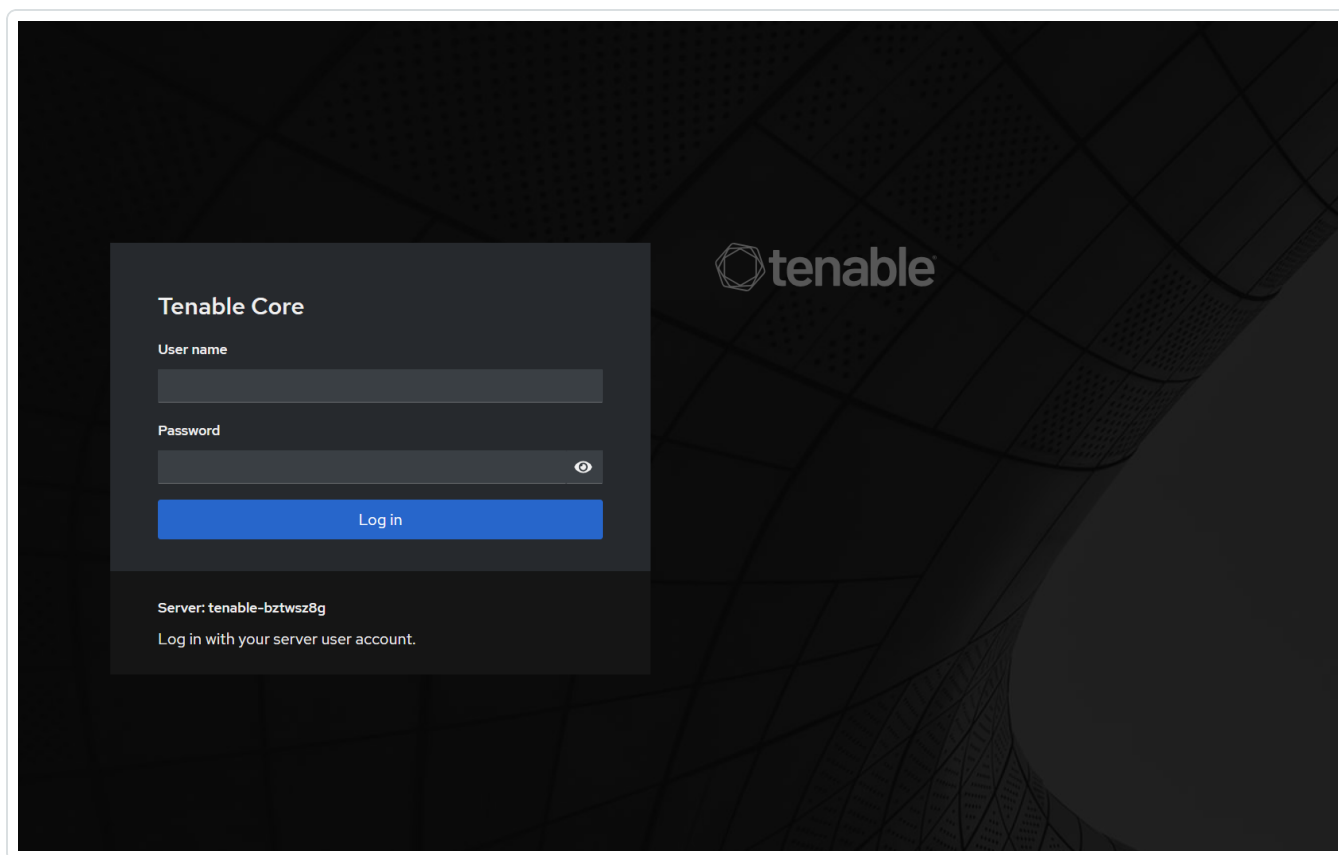 tenable
Tenable Core
User name
Password
Log in
Server: tenable-bztwsz8g
Log in with your server user account.